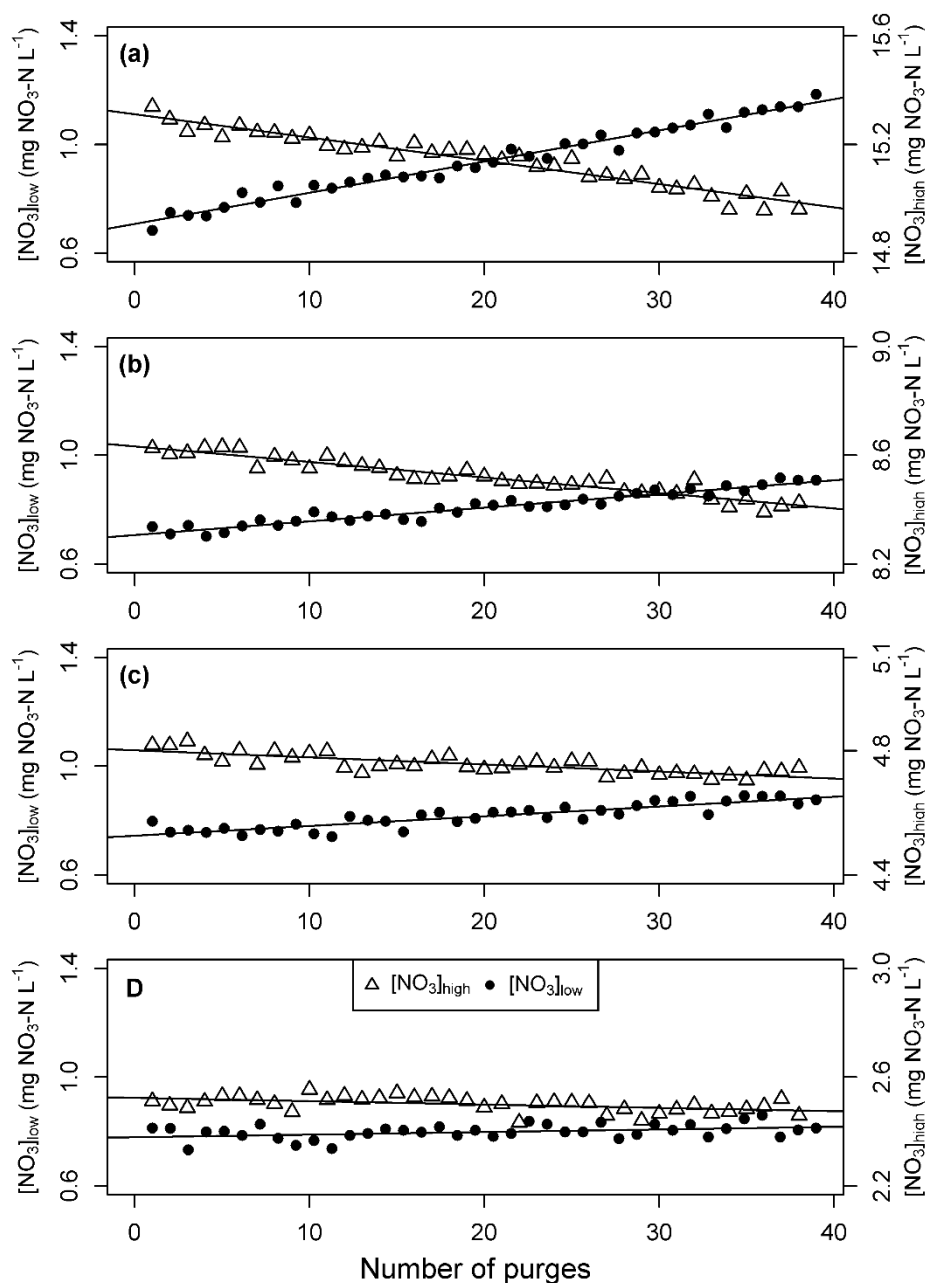 (a)
[NO3]low (mg NO3-N L-1)
0.6 1.0 1.4
[NO3]high (mg NO3-N L-1)
14.8 15.2 15.6
0 10 20 30 40
(b)
[NO3]low (mg NO3-N L-1)
0.6 1.0 1.4
[NO3]high (mg NO3-N L-1)
8.2 8.6 9.0
0 10 20 30 40
(c)
[NO3]low (mg NO3-N L-1)
0.6 1.0 1.4
[NO3]high (mg NO3-N L-1)
4.4 4.8 5.1
0 10 20 30 40
D
[NO3]high [NO3]low
[NO3]low (mg NO3-N L-1)
0.6 1.0 1.4
[NO3]high (mg NO3-N L-1)
2.2 2.6 3.0
0 10 20 30 40
Number of purges